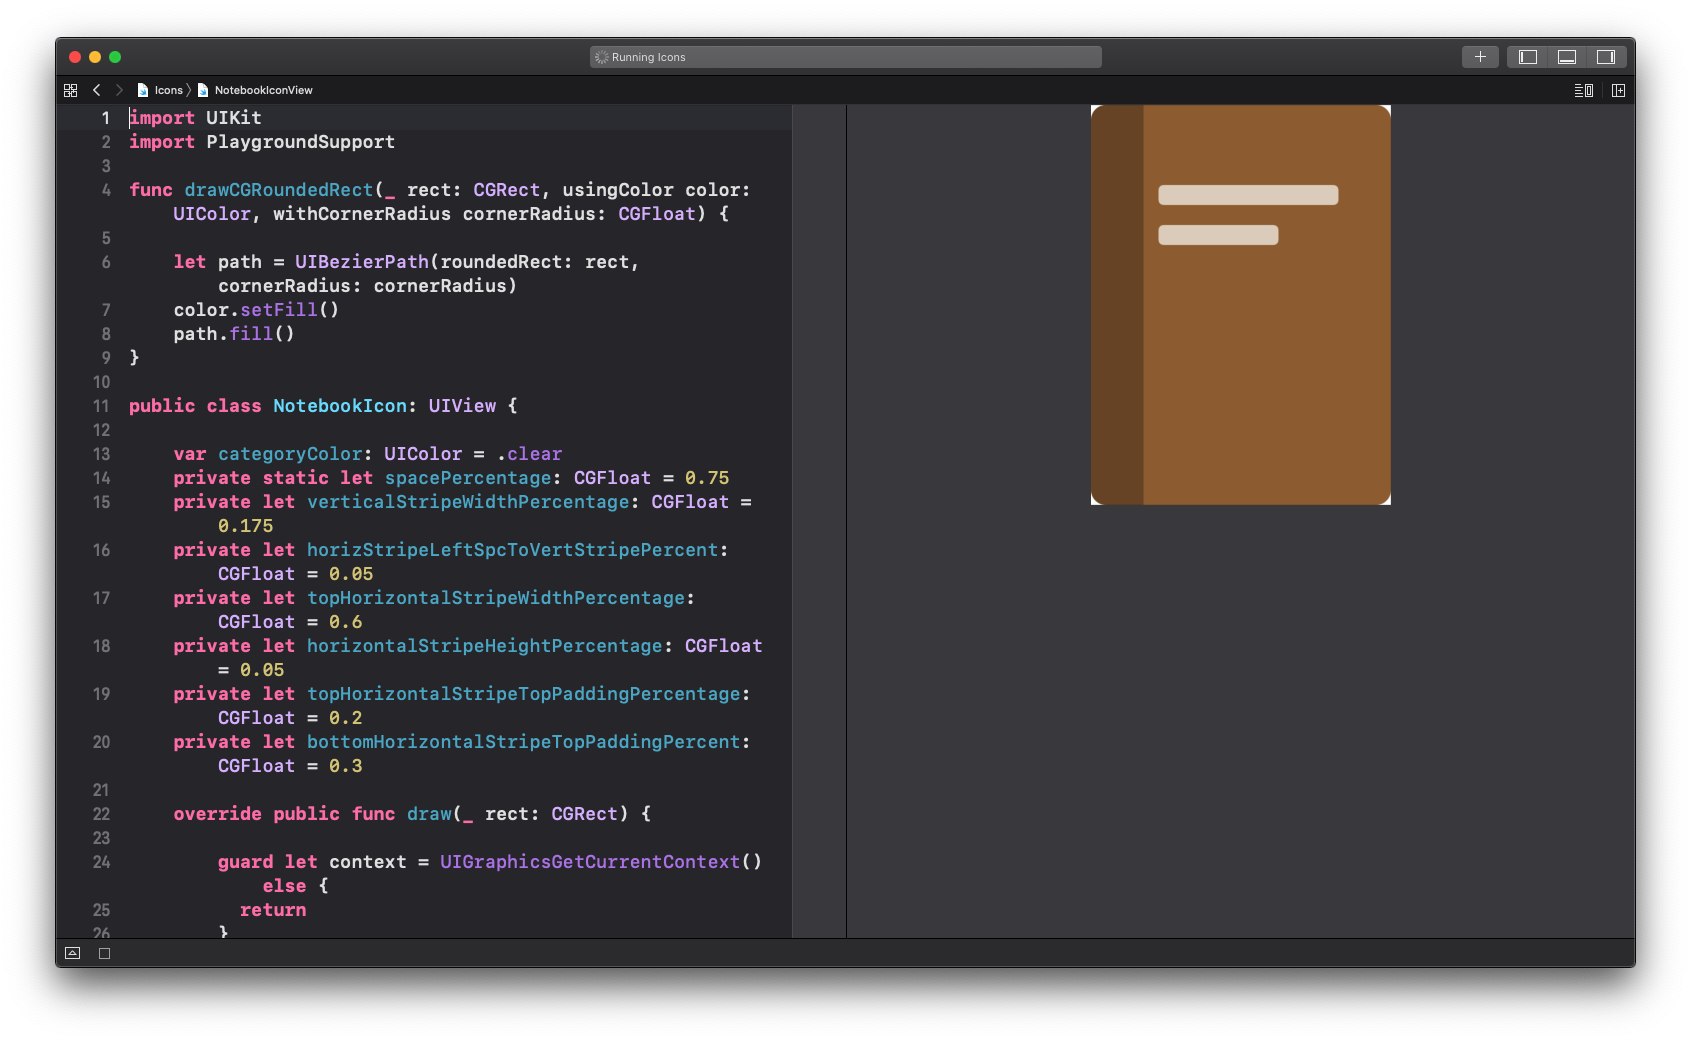 Running Icons
Icons
NotebookIconView
1 import UIKit
2 import PlaygroundSupport
3
4 func drawCGRoundedRect(_ rect: CGRect, usingColor color:
UIColor, withCornerRadius cornerRadius: CGFloat) {
5
6 let path = UIBezierPath(roundedRect: rect,
cornerRadius: cornerRadius)
7 color.setFill()
8 path.fill()
9 }
10
11 public class NotebookIcon: UIView {
12
13 var categoryColor: UIColor = .clear
14 private static let spacePercentage: CGFloat = 0.75
15 private let verticalStripeWidthPercentage: CGFloat =
0.175
16 private let horizStripeLeftSpcToVertStripePercent:
CGFloat = 0.05
17 private let topHorizontalStripeWidthPercentage:
CGFloat = 0.6
18 private let horizontalStripeHeightPercentage: CGFloat
= 0.05
19 private let topHorizontalStripeTopPaddingPercentage:
CGFloat = 0.2
20 private let bottomHorizontalStripeTopPaddingPercent:
CGFloat = 0.3
21
22 override public func draw(_ rect: CGRect) {
23
24 guard let context = UIGraphicsGetCurrentContext()
else {
25 return
26 }